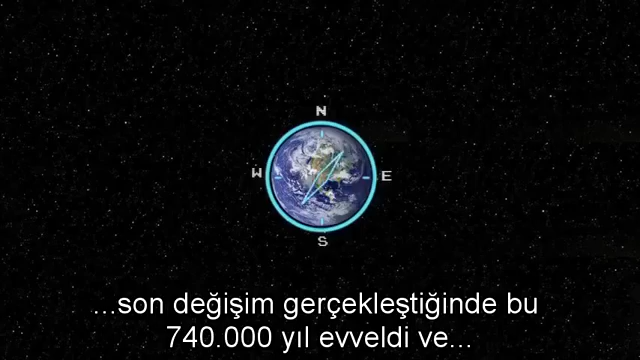 N
W
E
S
...son değişim gerçekleştiğinde bu
740.000 yıl evveldi ve...